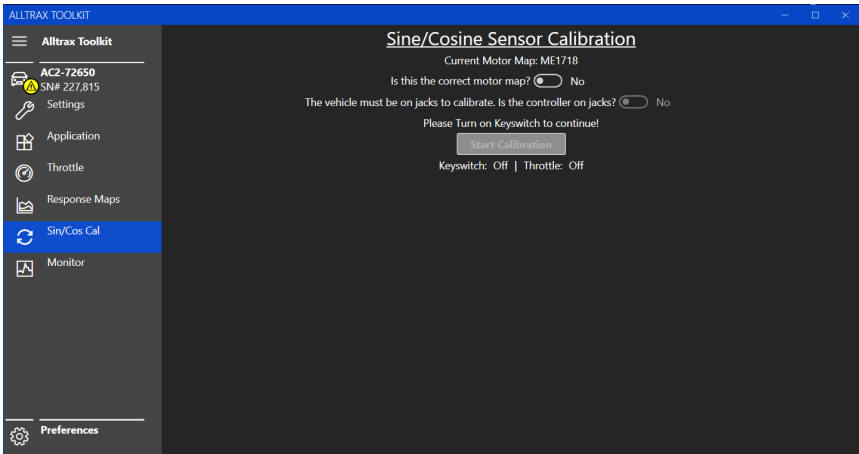 ALLTRAX TOOLKIT
Alltrax Toolkit
AC2-72650
SN# 227,815
Settings
Application
Throttle
Response Maps
Sin/Cos Cal
Monitor
Preferences
Sine/Cosine Sensor Calibration
Current Motor Map: ME1718
Is this the correct motor map? No
The vehicle must be on jacks to calibrate. Is the controller on jacks? No
Please Turn on Keyswitch to continue!
Start Calibration
Keyswitch: Off | Throttle: Off